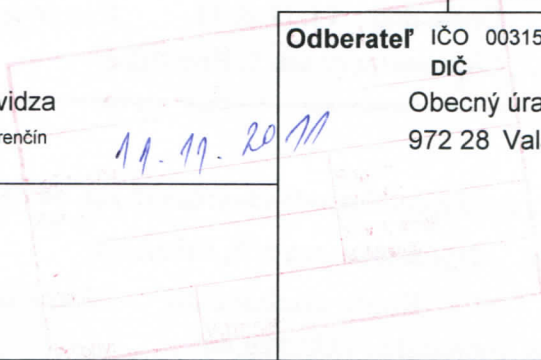 Odberateľ IČO 00315
DIČ
vidza
Obecný úra
renčín
11. 11. 2011
972 28 Val